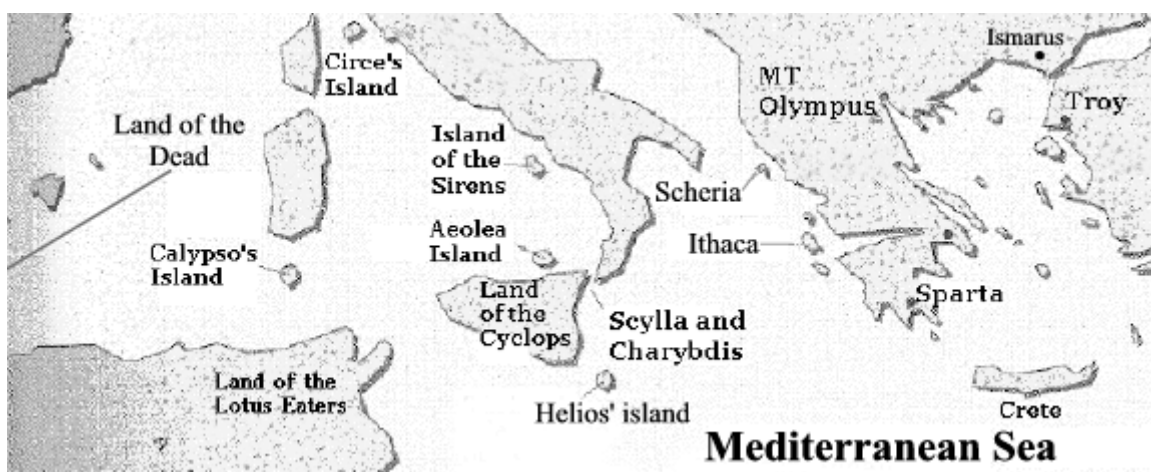 Circe's
Island
Land of the
Dead
Island
of the
Sirens
MT
Olympus
Ismarus
Troy
Scheria
Aeolea
Island
Ithaca
Calypso's
Island
Land
of the
Cyclops
Sparta
Scylla and
Charybdis
Land of the
Lotus Eaters
Helios' island
Crete
Mediterranean Sea